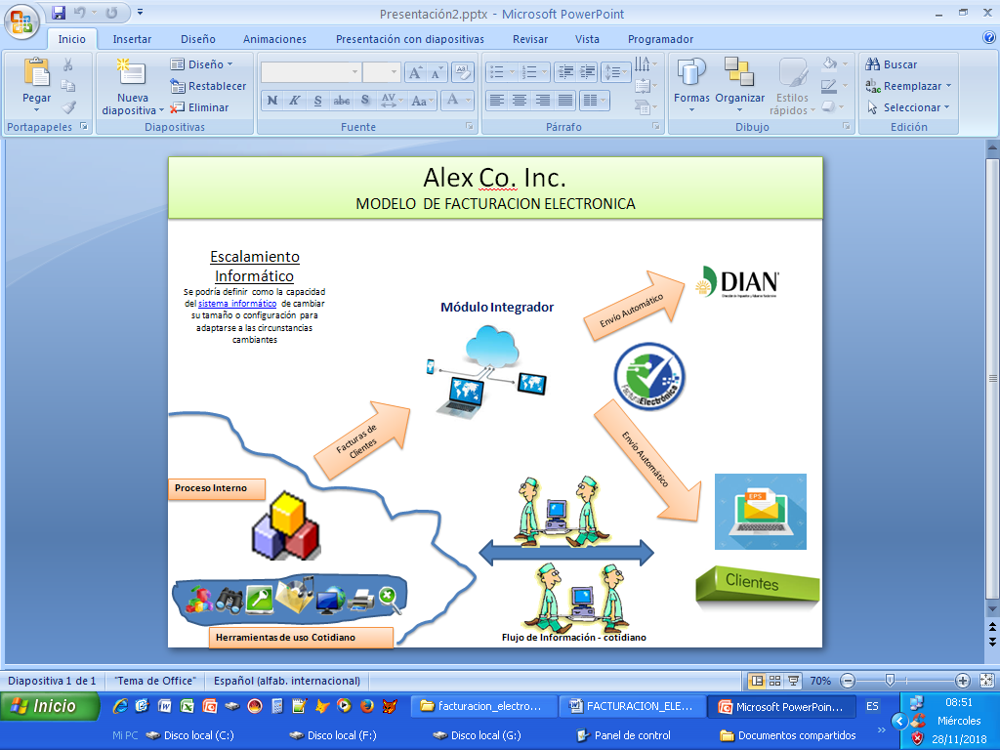 Presentación2.pptx - Microsoft PowerPoint
Inicio Insertar Diseño Animaciones Presentación con diapositivas Revisar Vista Programador
Pegar
Portapapeles
Nueva diapositiva
Diseño
Restablecer
Eliminar
Diapositivas
N K S abc S AV Aa A
Fuente
Párrafo
Formas
Organizar
Estilos rápidos
Dibujo
Buscar
Reemplazar
Seleccionar
Edición
Alex Co. Inc.
MODELO DE FACTURACION ELECTRONICA
Escalamiento
Informático
Se podría definir como la capacidad
del sistema informático de cambiar
su tamaño o configuración para
adaptarse a las circunstancias
cambiantes
Módulo Integrador
Envío Automático
DIAN
FacturaElectrónica
Facturas de
Clientes
Envío Automático
Proceso Interno
EPS
Clientes
Herramientas de uso Cotidiano
Flujo de Información - cotidiano
Diapositiva 1 de 1 "Tema de Office" Español (alfab. internacional) 70%
Inicio facturacion_electro... FACTURACION_ELE... Microsoft PowerPoin... ES 08:51
Mi PC Disco local (C:) Disco local (F:) Disco local (G:) Panel de control Documentos compartidos Miércoles
28/11/2018